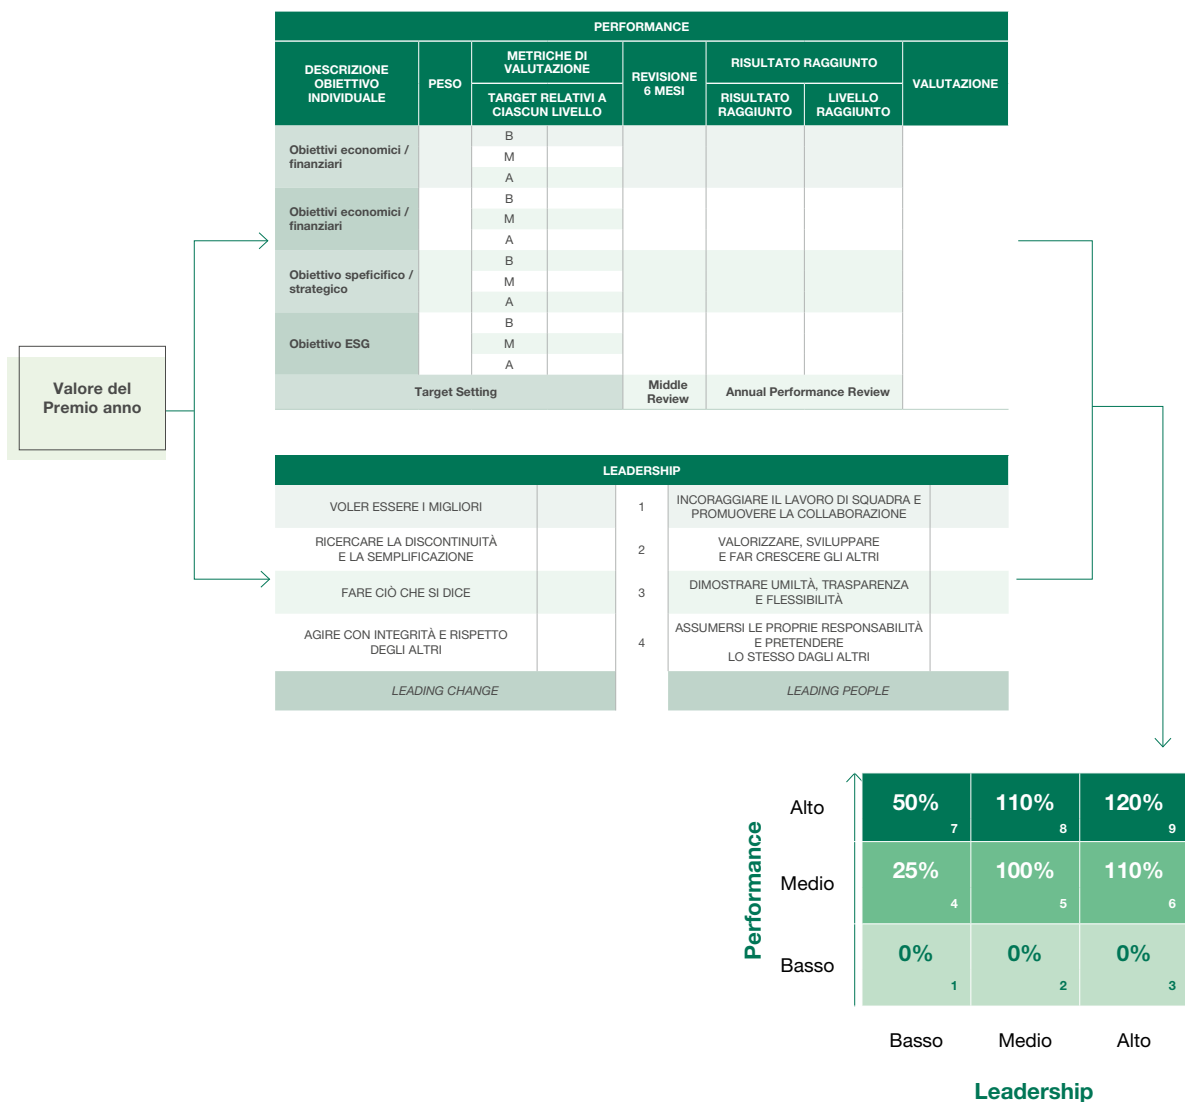 PERFORMANCE
DESCRIZIONE
OBIETTIVO
INDIVIDUALE
PESO
METRICHE DI
VALUTAZIONE
TARGET RELATIVI A
CIASCUN LIVELLO
REVISIONE
6 MESI
RISULTATO RAGGIUNTO
RISULTATO
RAGGIUNTO
LIVELLO
RAGGIUNTO
VALUTAZIONE
Obiettivi economici /
finanziari
B
M
A
Obiettivi economici /
finanziari
B
M
A
Obiettivo speficifico /
strategico
B
M
A
Obiettivo ESG
B
M
A
Target Setting
Middle
Review
Annual Performance Review
Valore del
Premio anno
LEADERSHIP
VOLER ESSERE I MIGLIORI
1
INCORAGGIARE IL LAVORO DI SQUADRA E
PROMUOVERE LA COLLABORAZIONE
RICERCARE LA DISCONTINUITÀ
E LA SEMPLIFICAZIONE
2
VALORIZZARE, SVILUPPARE
E FAR CRESCERE GLI ALTRI
FARE CIÒ CHE SI DICE
3
DIMOSTRARE UMILTÀ, TRASPARENZA
E FLESSIBILITÀ
AGIRE CON INTEGRITÀ E RISPETTO
DEGLI ALTRI
4
ASSUMERSI LE PROPRIE RESPONSABILITÀ
E PRETENDERE
LO STESSO DAGLI ALTRI
LEADING CHANGE
LEADING PEOPLE
Performance
Alto
50%
7
110%
8
120%
9
Medio
25%
4
100%
5
110%
6
Basso
0%
1
0%
2
0%
3
Basso
Medio
Alto
Leadership